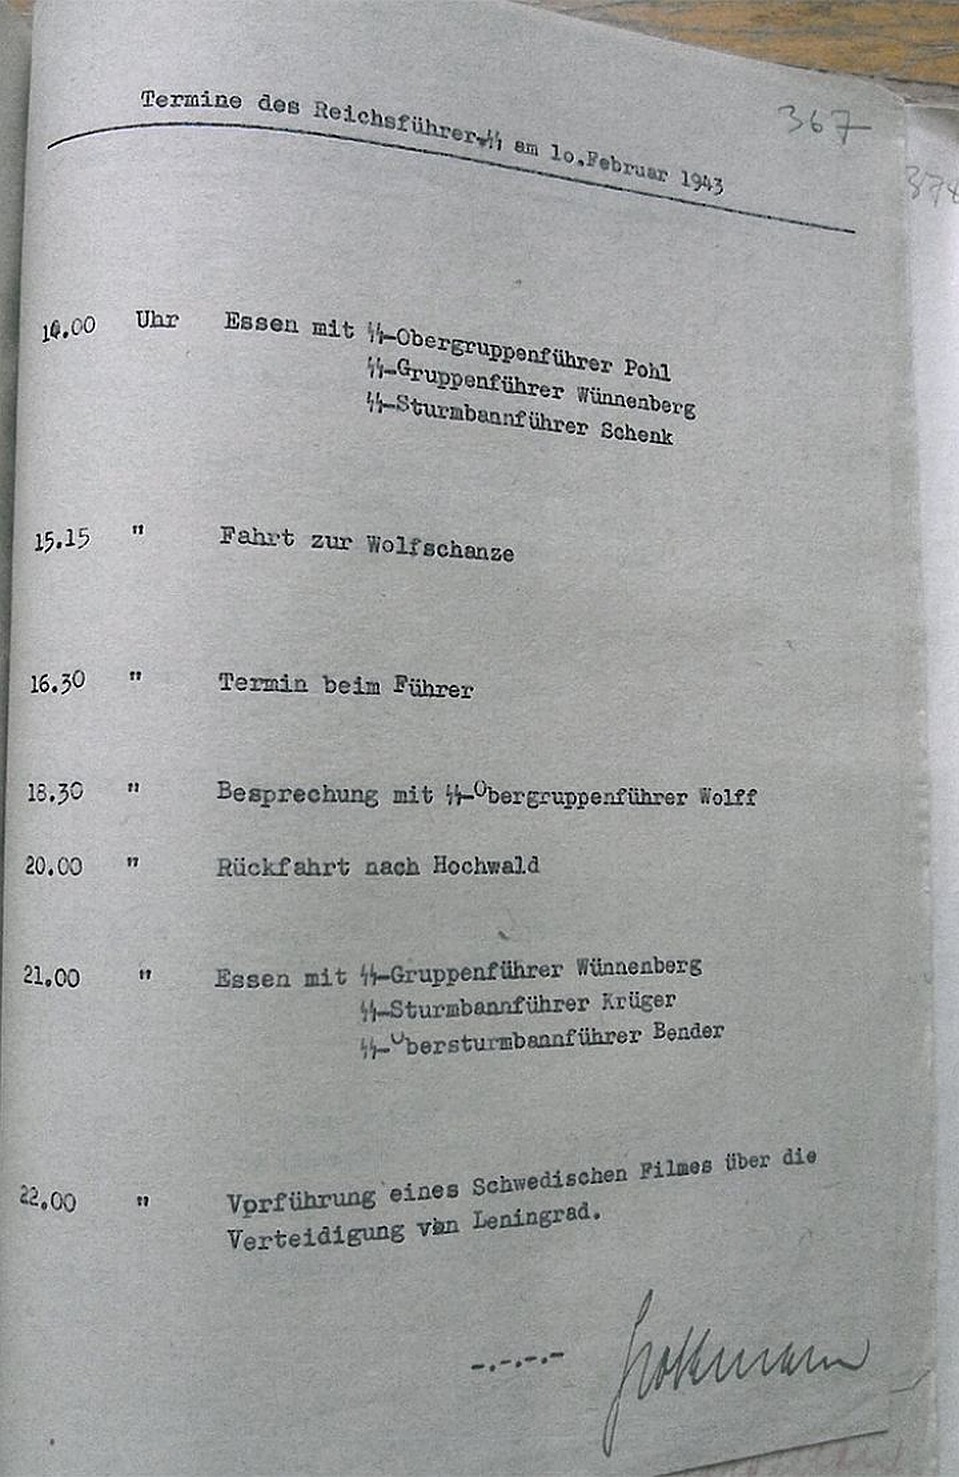 Termine des Reichsführer-SS am 10.Februar 1943
367
14.00 Uhr Essen mit SS-Obergruppenführer Pohl
SS-Gruppenführer Wünnenberg
SS-Sturmbannführer Schenk
15.15 " Fahrt zur Wolfschanze
16.30 " Termin beim Führer
18.30 " Besprechung mit SS-Obergruppenführer Wolff
20.00 " Rückfahrt nach Hochwald
21.00 " Essen mit SS-Gruppenführer Wünnenberg
SS-Sturmbannführer Krüger
SS-Obersturmbannführer Bender
22.00 " Vorführung eines Schwedischen Filmes über die
Verteidigung von Leningrad.
-.-.-.-